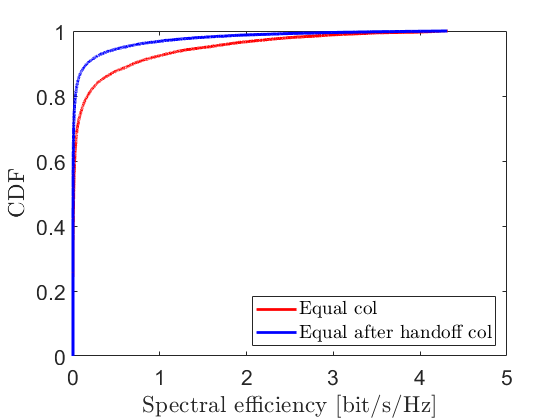 1
0.8
0.6
0.4
0.2
0
CDF
Equal col
Equal after handoff col
0 1 2 3 4 5
Spectral efficiency [bit/s/Hz]